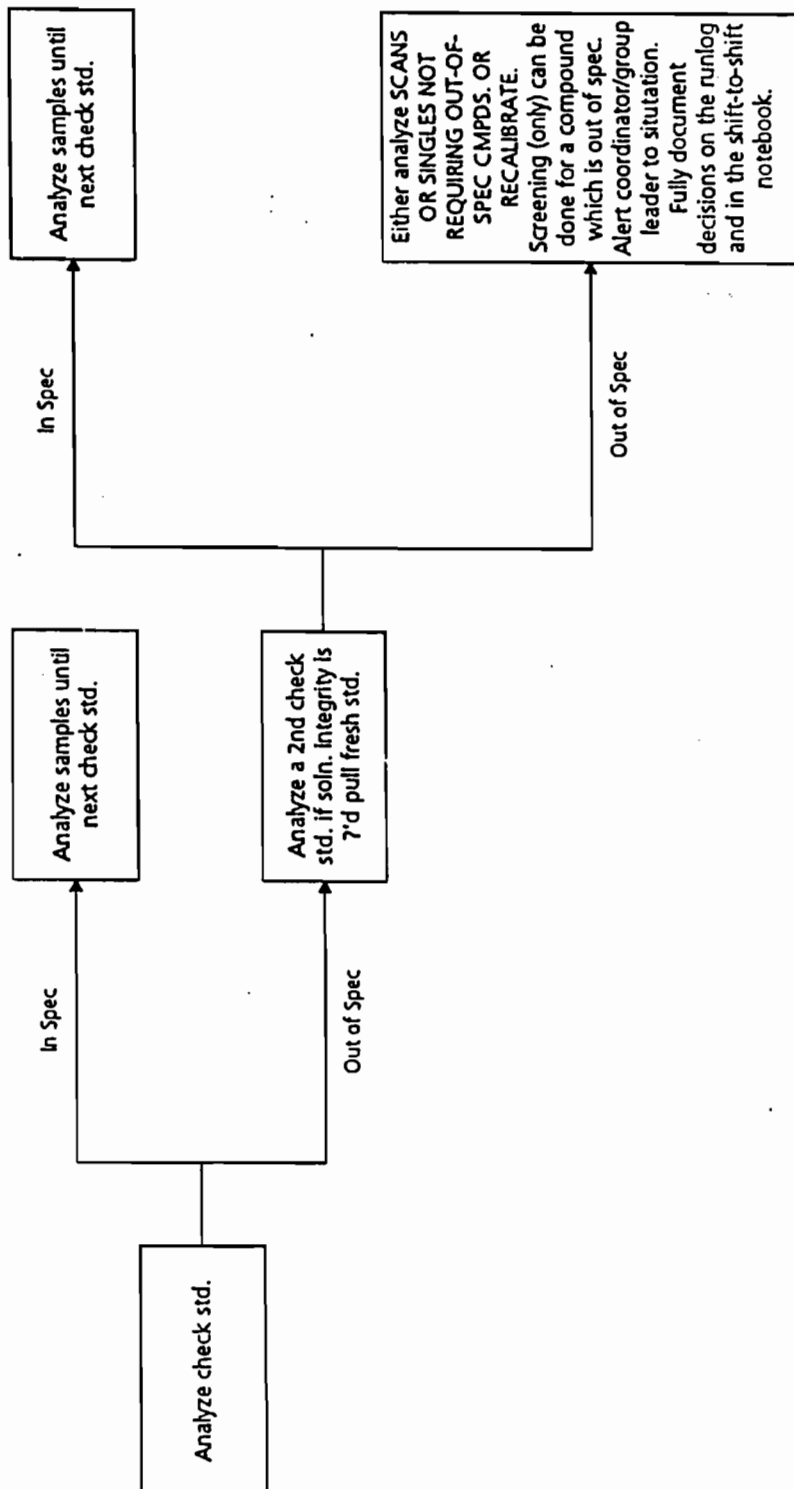 Analyze check std.
In Spec
Out of Spec
Analyze samples until
next check std.
Analyze a 2nd check
std. if soln. Integrity is
?'d pull fresh std.
In Spec
Out of Spec
Analyze samples until
next check std.
Either analyze SCANS
OR SINGLES NOT
REQUIRING OUT-OF-
SPEC CMPDS. OR
RECALIBRATE.
Screening (only) can be
done for a compound
which is out of spec.
Alert coordinator/group
leader to situtation.
Fully document
decisions on the runlog
and in the shift-to-shift
notebook.